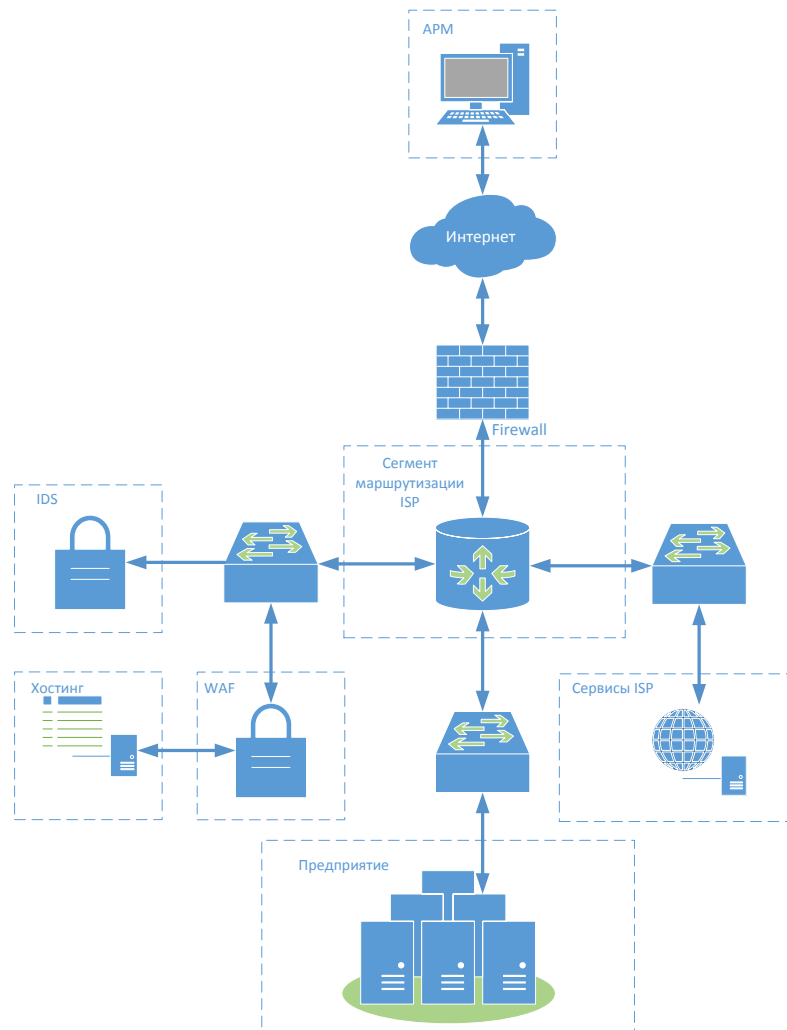 АРМ
Интернет
Firewall
Сегмент
маршрутизации
ISP
IDS
Хостинг
WAF
Сервисы ISP
Предприятие